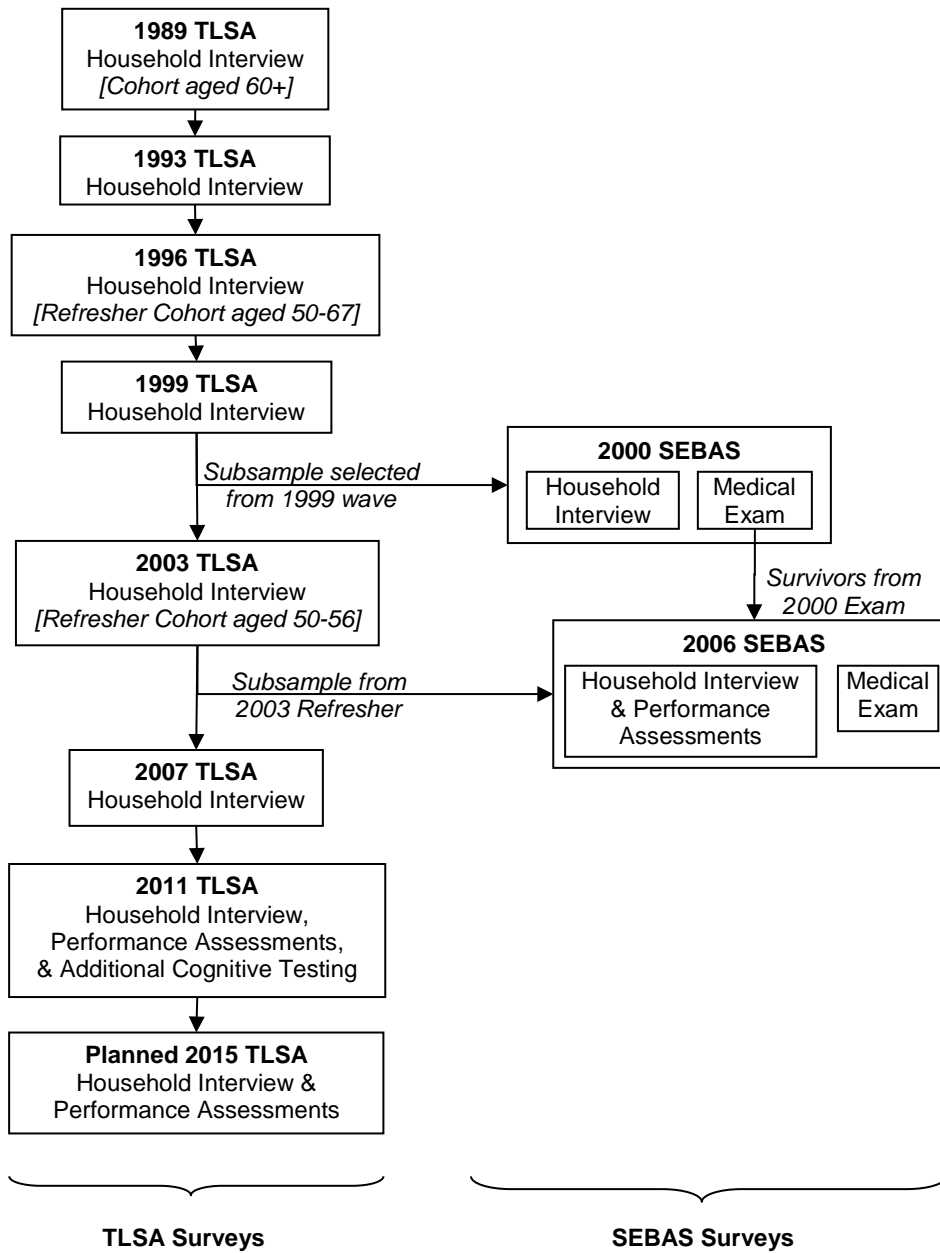 1989 TLSA
Household Interview
[Cohort aged 60+]
1993 TLSA
Household Interview
1996 TLSA
Household Interview
[Refresher Cohort aged 50-67]
1999 TLSA
Household Interview
Subsample selected
from 1999 wave
2000 SEBAS
Household
Interview
Medical
Exam
2003 TLSA
Household Interview
[Refresher Cohort aged 50-56]
Survivors from
2000 Exam
Subsample from
2003 Refresher
2006 SEBAS
Household Interview
& Performance
Assessments
Medical
Exam
2007 TLSA
Household Interview
2011 TLSA
Household Interview,
Performance Assessments,
& Additional Cognitive Testing
Planned 2015 TLSA
Household Interview &
Performance Assessments
TLSA Surveys
SEBAS Surveys